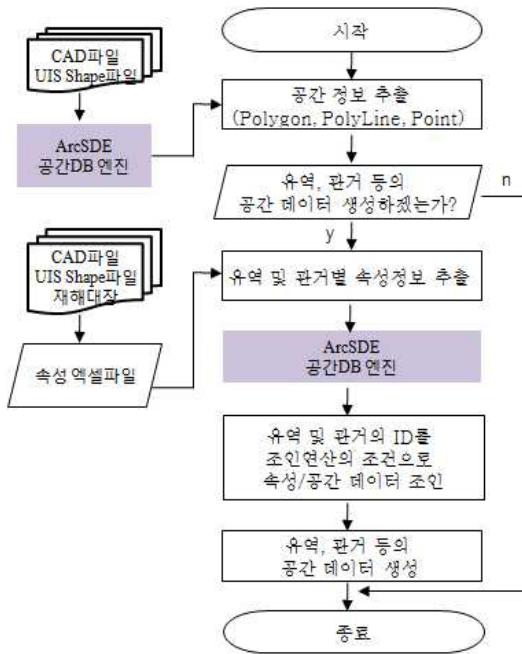 시작
CAD파일
UIS Shape파일
공간 정보 추출
(Polygon, PolyLine, Point)
ArcSDE
공간DB 엔진
유역, 관거 등의
공간 데이터 생성하겠는가?
n
y
CAD파일
UIS Shape파일
재해대장
유역 및 관거별 속성정보 추출
속성 엑셀파일
ArcSDE
공간DB 엔진
유역 및 관거의 ID를
조인연산의 조건으로
속성/공간 데이터 조인
유역, 관거 등의
공간 데이터 생성
종료